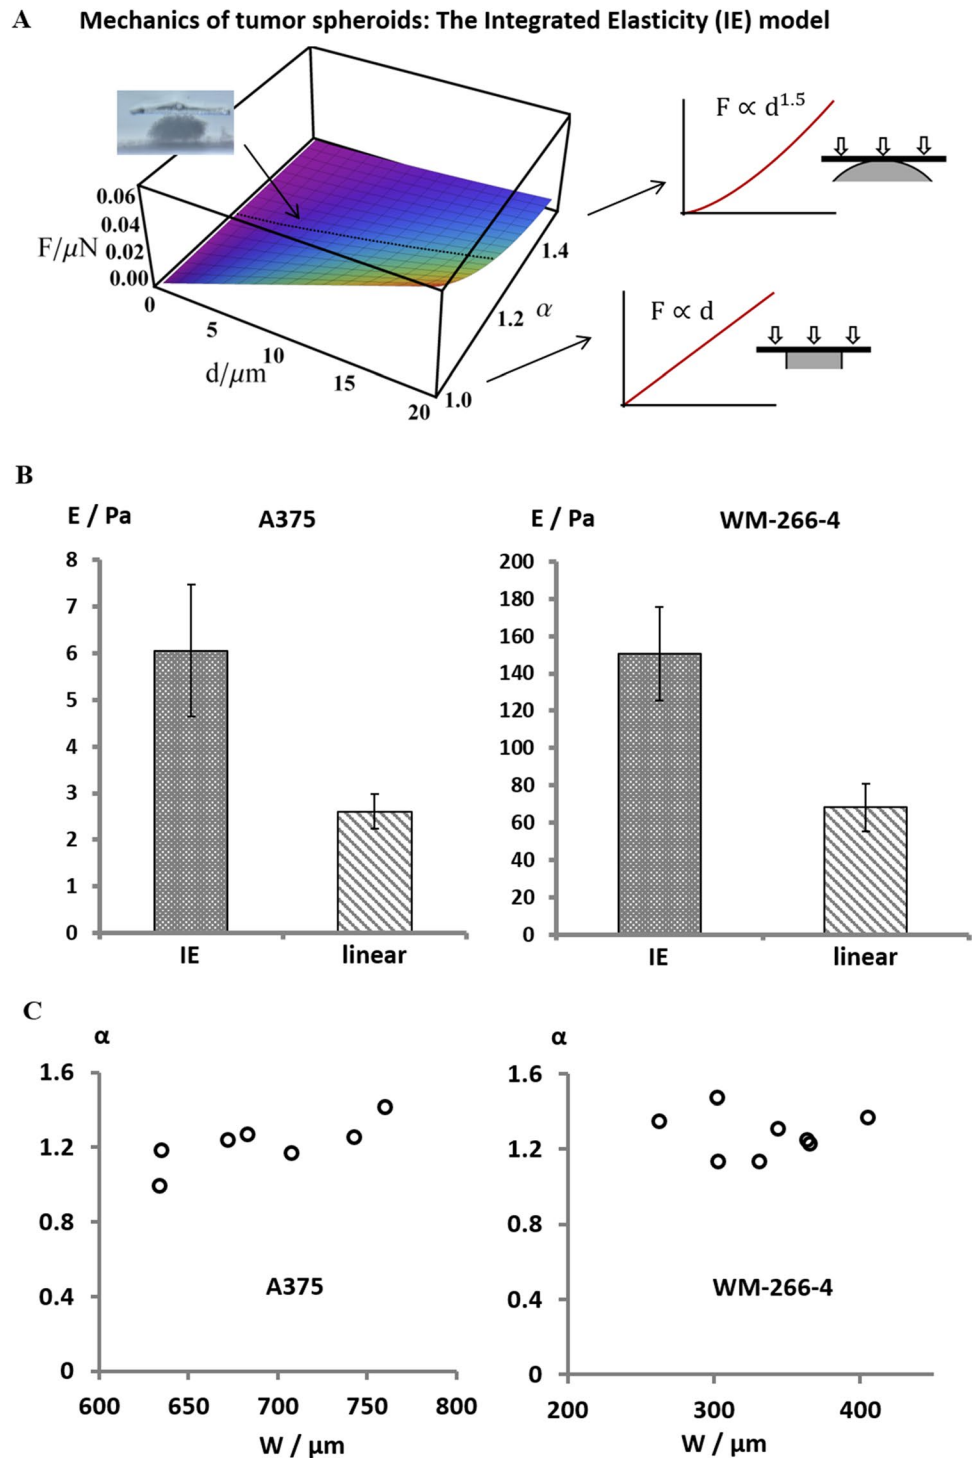 A Mechanics of tumor spheroids: The Integrated Elasticity (IE) model
F ∝ d^1.5
0.06
0.04
F/μN 0.02
0.00
0
5
10
15
20
d/μm
1.4
1.2 α
1.0
F ∝ d
B
E / Pa A375
8
7
6
5
4
3
2
1
0
IE linear
E / Pa WM-266-4
200
180
160
140
120
100
80
60
40
20
0
IE linear
C
α
1.6
1.2
0.8
0.4
0
A375
600 650 700 750 800
W / μm
α
1.6
1.2
0.8
0.4
0
WM-266-4
200 300 400
W / μm